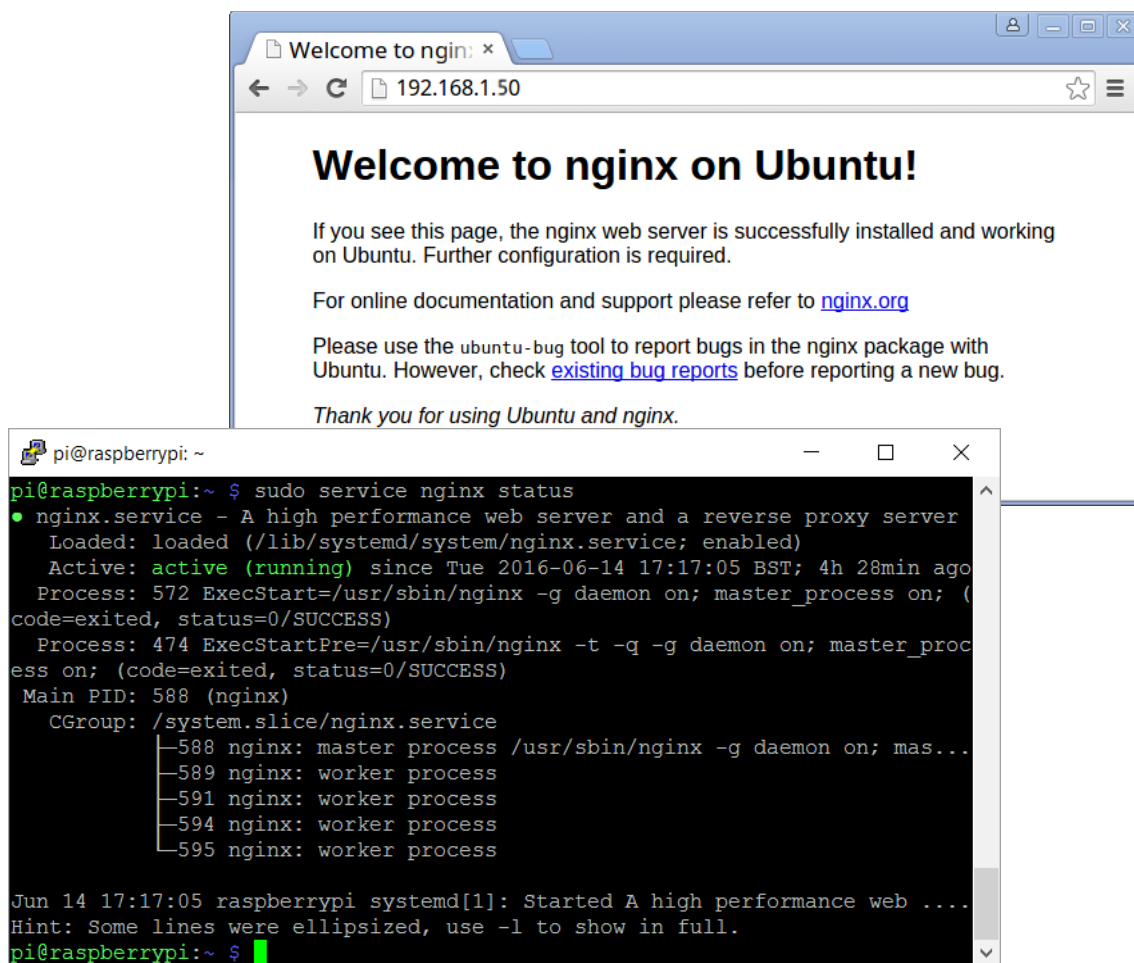 Welcome to nginx
192.168.1.50
Welcome to nginx on Ubuntu!
If you see this page, the nginx web server is successfully installed and working
on Ubuntu. Further configuration is required.
For online documentation and support please refer to nginx.org
Please use the ubuntu-bug tool to report bugs in the nginx package with
Ubuntu. However, check existing bug reports before reporting a new bug.
Thank you for using Ubuntu and nginx.
pi@raspberrypi: ~
pi@raspberrypi:~ $ sudo service nginx status
● nginx.service - A high performance web server and a reverse proxy server
Loaded: loaded (/lib/systemd/system/nginx.service; enabled)
Active: active (running) since Tue 2016-06-14 17:17:05 BST; 4h 28min ago
Process: 572 ExecStart=/usr/sbin/nginx -g daemon on; master_process on; (
code=exited, status=0/SUCCESS)
Process: 474 ExecStartPre=/usr/sbin/nginx -t -q -g daemon on; master_proc
ess on; (code=exited, status=0/SUCCESS)
Main PID: 588 (nginx)
CGroup: /system.slice/nginx.service
├─588 nginx: master process /usr/sbin/nginx -g daemon on; mas...
├─589 nginx: worker process
├─591 nginx: worker process
├─594 nginx: worker process
└─595 nginx: worker process
Jun 14 17:17:05 raspberrypi systemd[1]: Started A high performance web ....
Hint: Some lines were ellipsized, use -l to show in full.
pi@raspberrypi:~ $